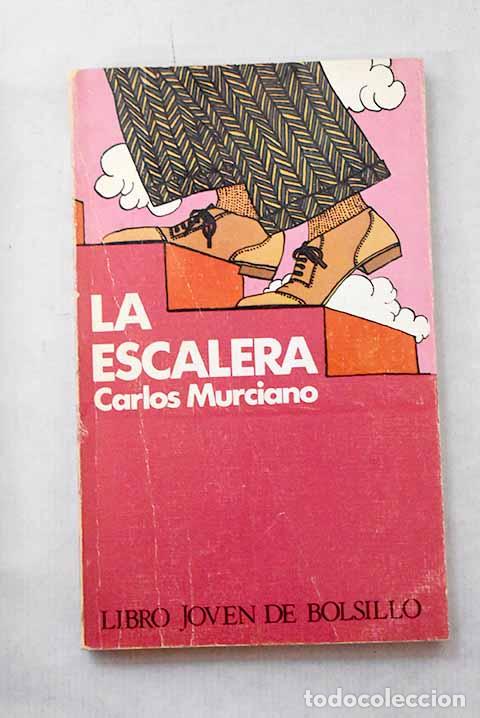 LA
ESCALERA
Carlos Murciano
LIBRO JOVEN DE BOLSILLO
todocoleccion